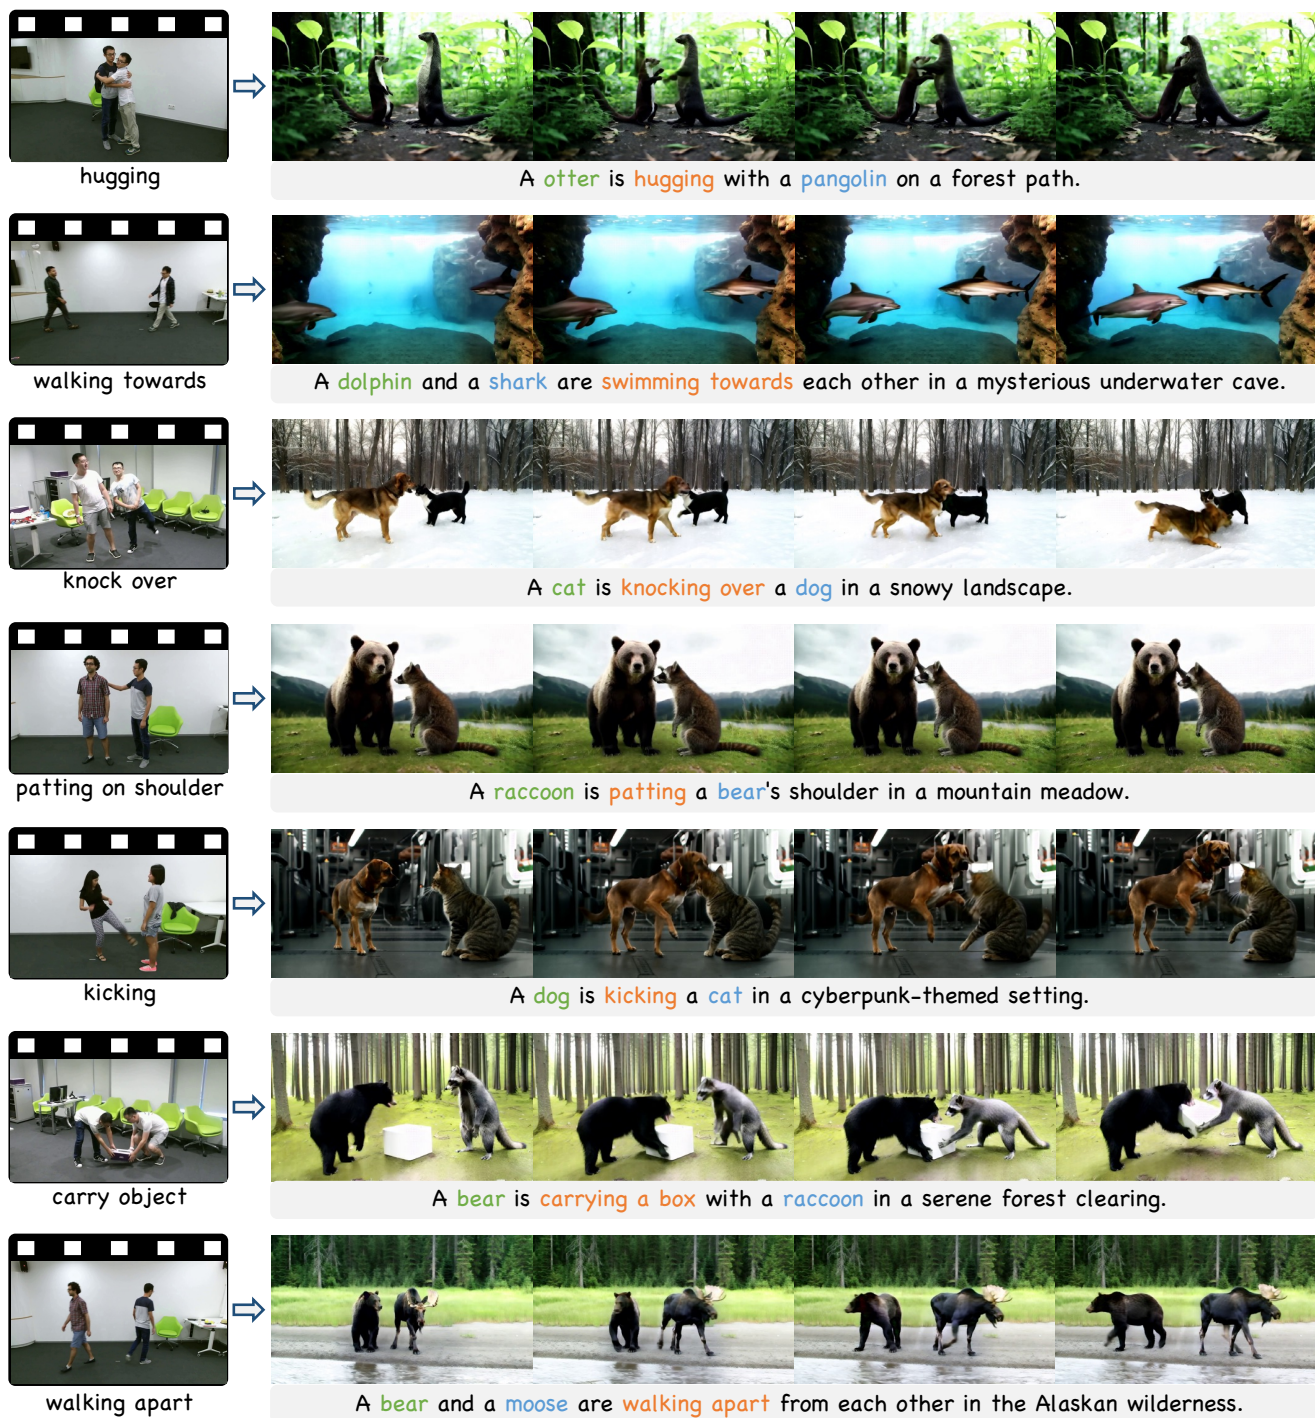 hugging
A otter is hugging with a pangolin on a forest path.
walking towards
A dolphin and a shark are swimming towards each other in a mysterious underwater cave.
knock over
A cat is knocking over a dog in a snowy landscape.
patting on shoulder
A raccoon is patting a bear's shoulder in a mountain meadow.
kicking
A dog is kicking a cat in a cyberpunk-themed setting.
carry object
A bear is carrying a box with a raccoon in a serene forest clearing.
walking apart
A bear and a moose are walking apart from each other in the Alaskan wilderness.